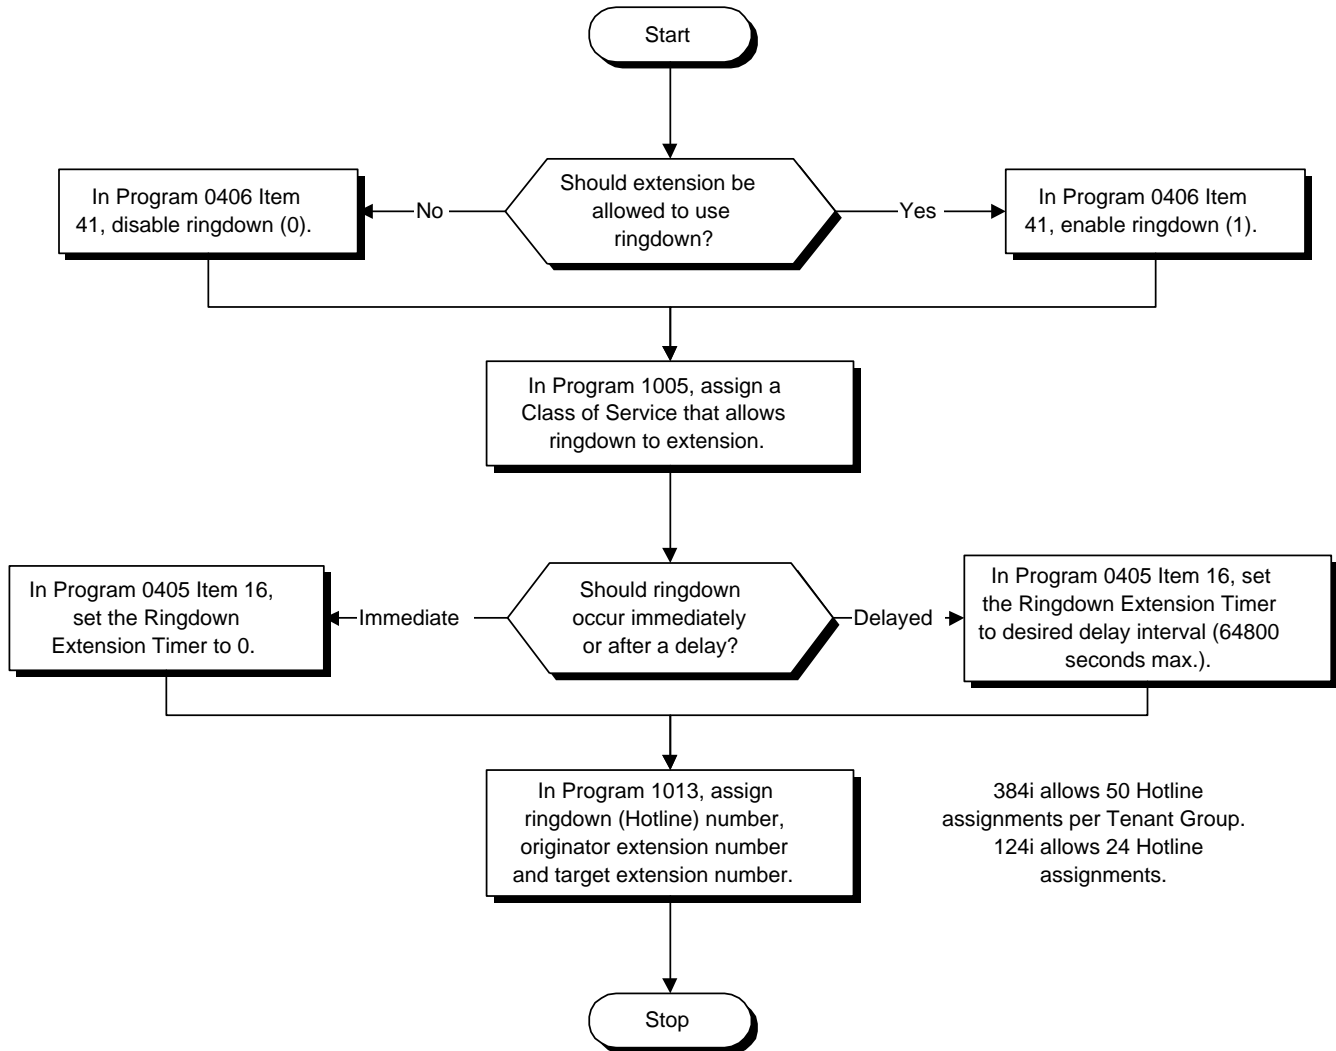 Start
Should extension be
allowed to use
ringdown?
No
Yes
In Program 0406 Item
41, disable ringdown (0).
In Program 0406 Item
41, enable ringdown (1).
In Program 1005, assign a
Class of Service that allows
ringdown to extension.
Should ringdown
occur immediately
or after a delay?
Immediate
Delayed
In Program 0405 Item 16,
set the Ringdown
Extension Timer to 0.
In Program 0405 Item 16, set
the Ringdown Extension Timer
to desired delay interval (64800
seconds max.).
In Program 1013, assign
ringdown (Hotline) number,
originator extension number
and target extension number.
384i allows 50 Hotline
assignments per Tenant Group.
124i allows 24 Hotline
assignments.
Stop